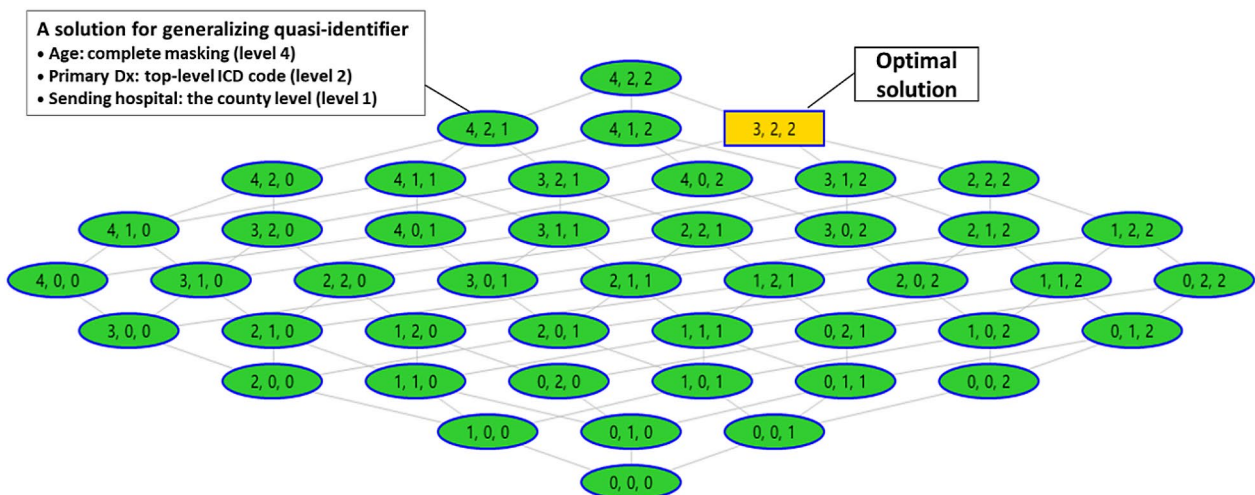 A solution for generalizing quasi-identifier
• Age: complete masking (level 4)
• Primary Dx: top-level ICD code (level 2)
• Sending hospital: the county level (level 1)
Optimal
solution
4, 2, 2
4, 2, 1
4, 1, 2
3, 2, 2
4, 2, 0
4, 1, 1
3, 2, 1
4, 0, 2
3, 1, 2
2, 2, 2
4, 1, 0
3, 2, 0
4, 0, 1
3, 1, 1
2, 2, 1
3, 0, 2
2, 1, 2
1, 2, 2
4, 0, 0
3, 1, 0
2, 2, 0
3, 0, 1
2, 1, 1
1, 2, 1
2, 0, 2
1, 1, 2
0, 2, 2
3, 0, 0
2, 1, 0
1, 2, 0
2, 0, 1
1, 1, 1
0, 2, 1
1, 0, 2
0, 1, 2
2, 0, 0
1, 1, 0
0, 2, 0
1, 0, 1
0, 1, 1
0, 0, 2
1, 0, 0
0, 1, 0
0, 0, 1
0, 0, 0